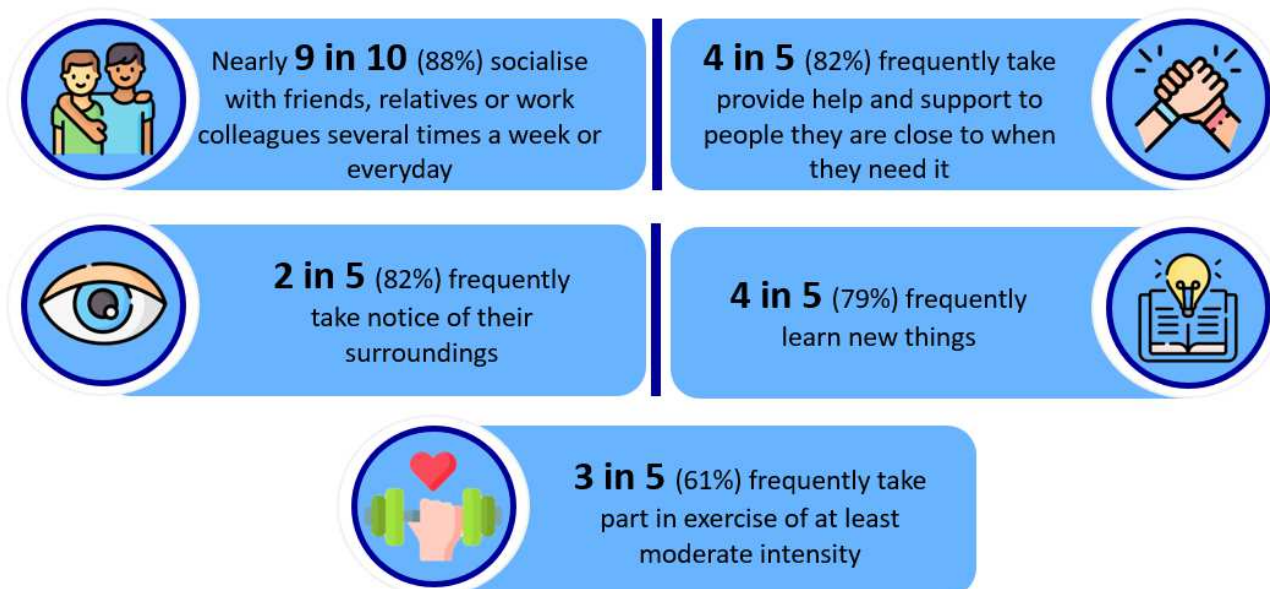 Nearly 9 in 10 (88%) socialise
with friends, relatives or work
colleagues several times a week or
everyday
4 in 5 (82%) frequently take
provide help and support to
people they are close to when
they need it
2 in 5 (82%) frequently
take notice of their
surroundings
4 in 5 (79%) frequently
learn new things
3 in 5 (61%) frequently take
part in exercise of at least
moderate intensity